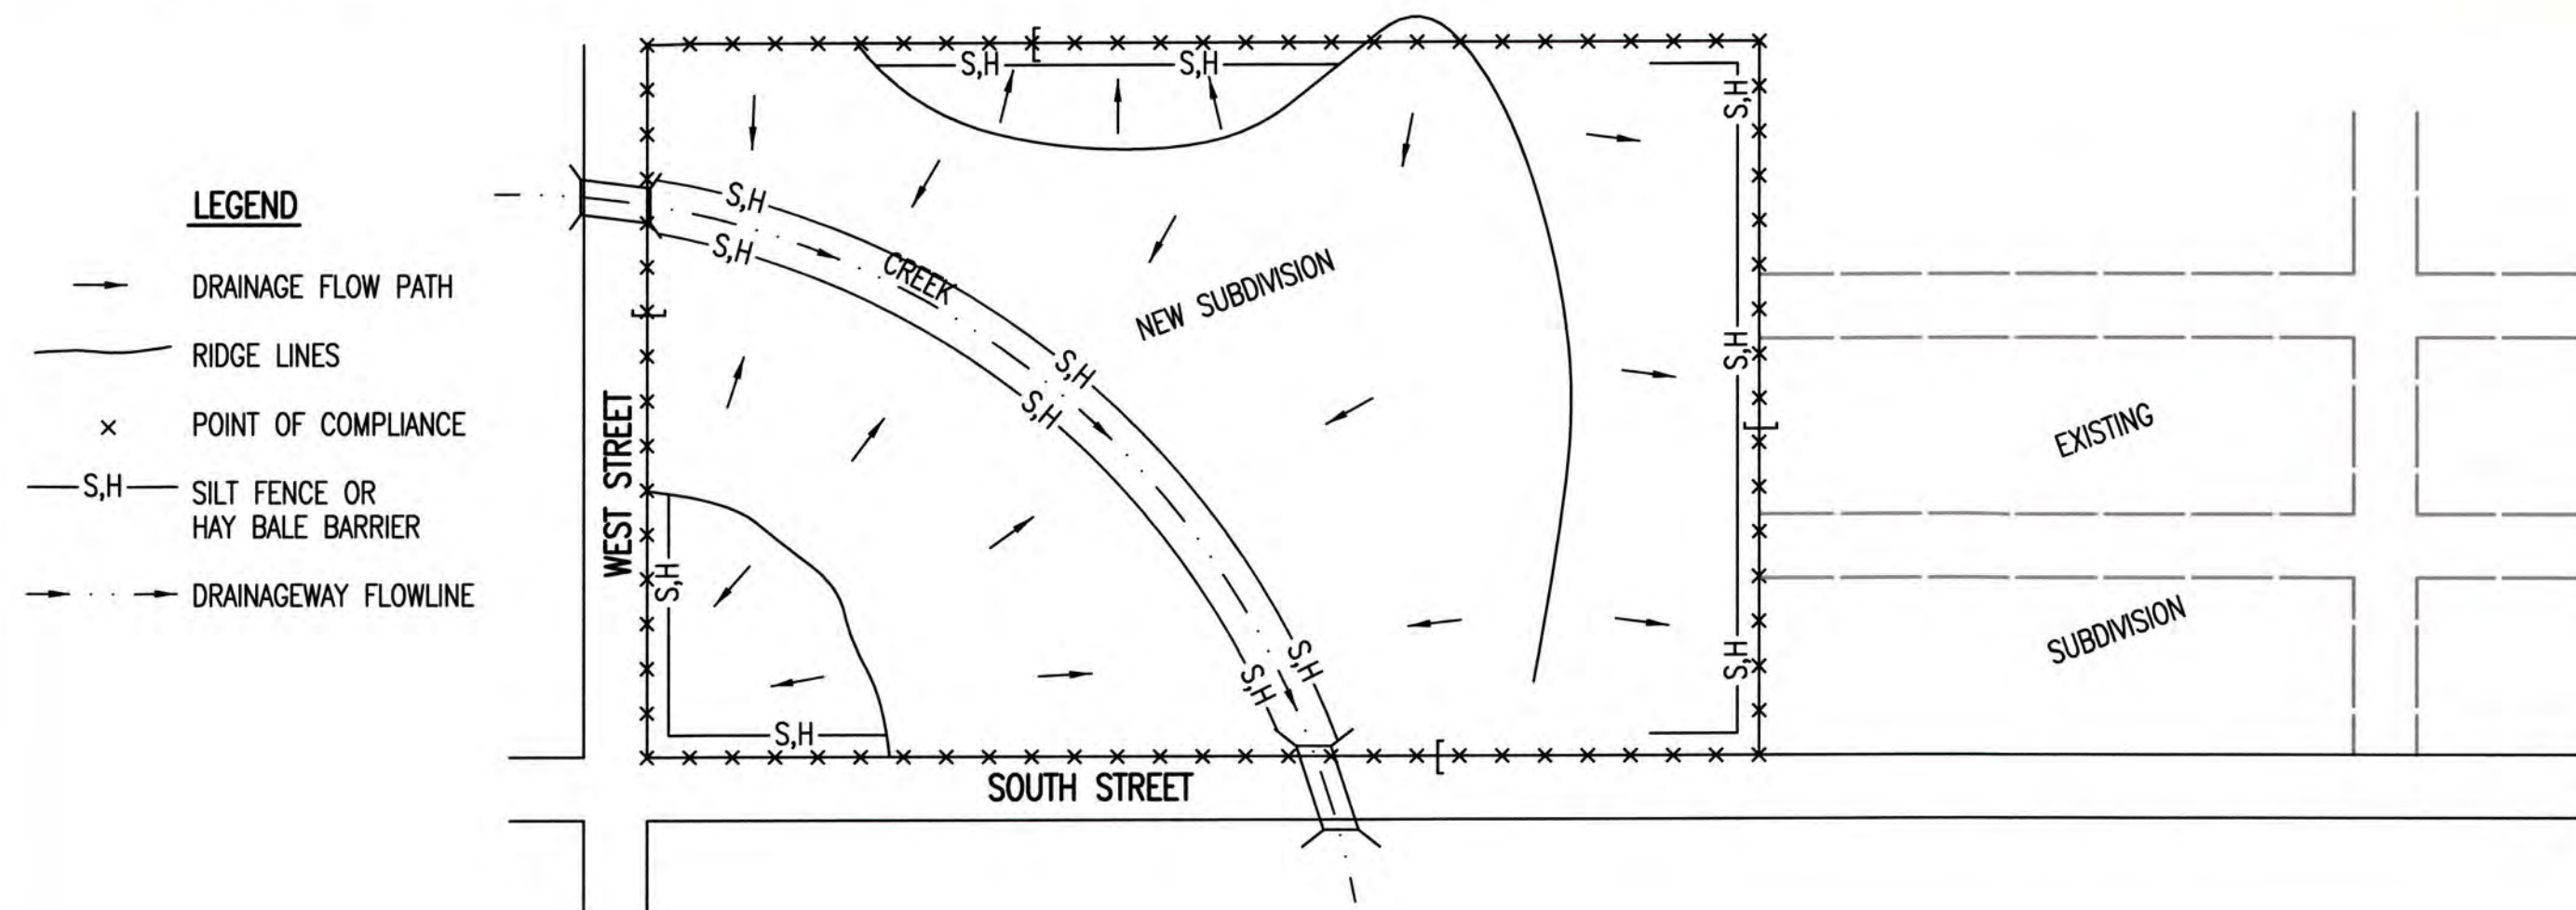 LEGEND
DRAINAGE FLOW PATH
RIDGE LINES
× POINT OF COMPLIANCE
S,H SILT FENCE OR
HAY BALE BARRIER
DRAINAGEWAY FLOWLINE
S,H
S,H
S,H
S,H
S,H
CREEK
NEW SUBDIVISION
S,H
S,H
S,H
WEST STREET
EXISTING
S,H
SUBDIVISION
S,H
S,H
S,H
S,H
SOUTH STREET